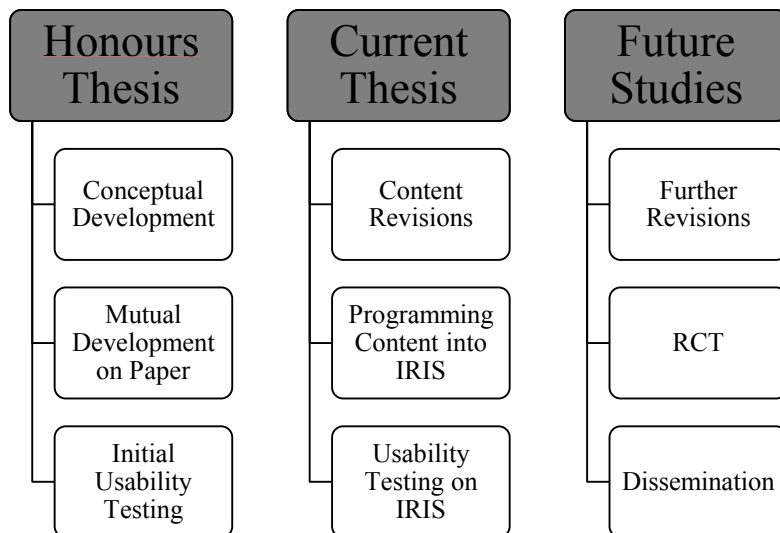 Honours
Thesis
Conceptual
Development
Mutual
Development
on Paper
Initial
Usability
Testing
Current
Thesis
Content
Revisions
Programming
Content into
IRIS
Usability
Testing on
IRIS
Future
Studies
Further
Revisions
RCT
Dissemination